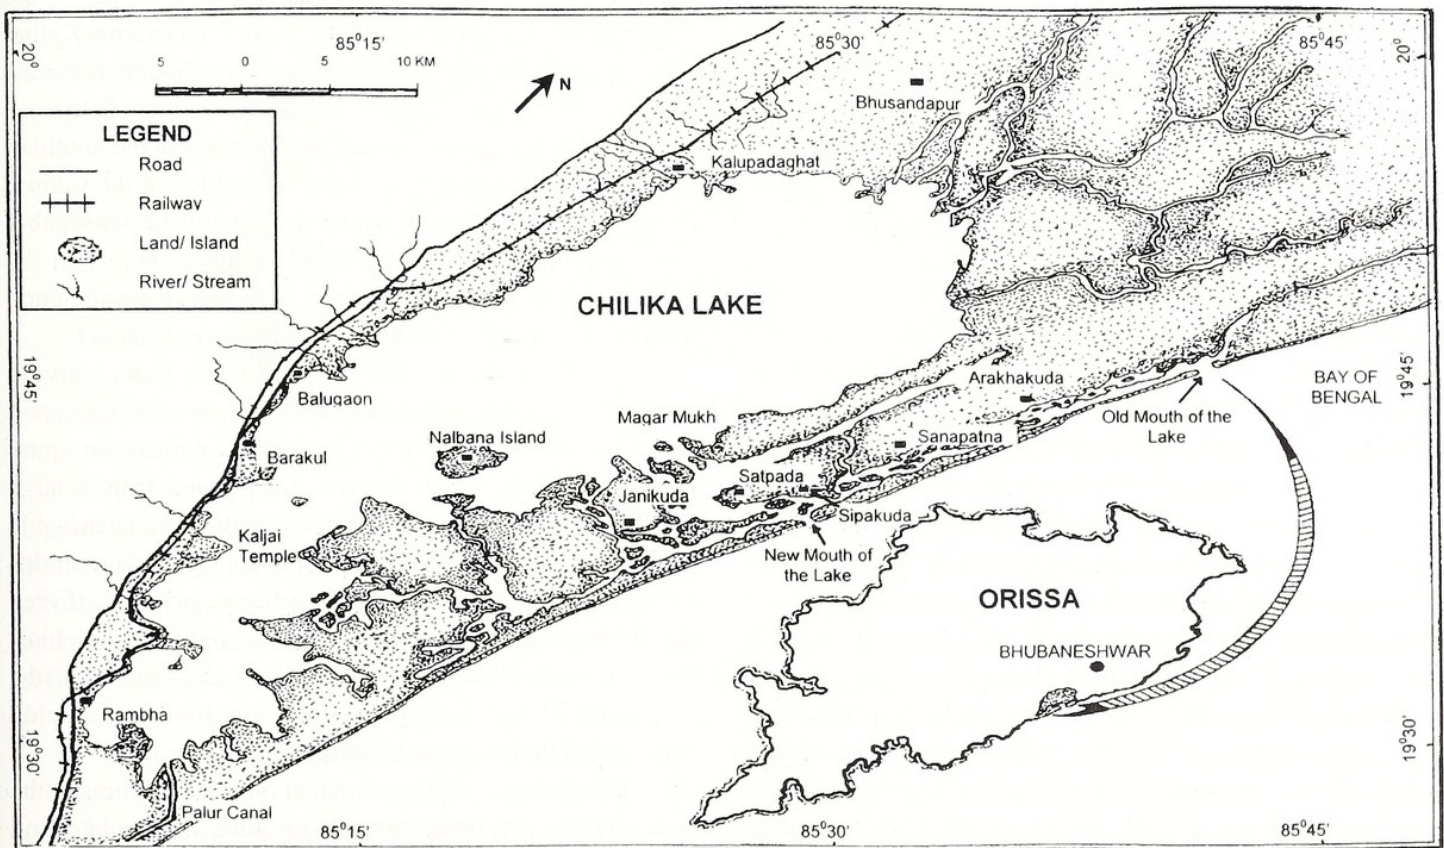 85°15'
85°30'
85°45'
20°
20°
5 0 5 10 KM
N
LEGEND
Road
Railwav
Land/ Island
River/ Stream
Bhusandapur
Kalupadaghat
CHILIKA LAKE
19°45'
19°45'
Balugaon
Arakhakuda
BAY OF
BENGAL
Magar Mukh
Old Mouth of the
Lake
Nalbana Island
Sanapatna
Barakul
Satpada
Janikuda
Sipakuda
Kaljai
Temple
New Mouth of
the Lake
ORISSA
BHUBANESHWAR
Rambha
19°30'
19°30'
Palur Canal
85°15'
85°30'
85°45'